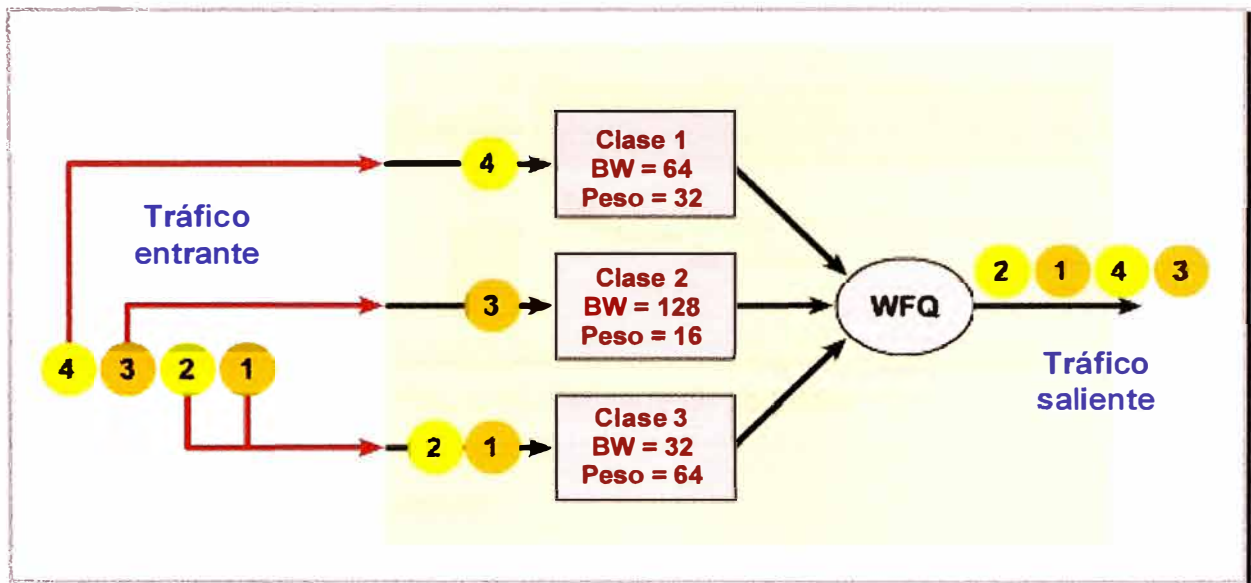 Clase 1
BW = 64
Peso = 32
4
Tráfico
entrante
Clase 2
BW = 128
Peso = 16
3
WFQ
2 1 4 3
4 3 2 1
Tráfico
saliente
Clase 3
BW = 32
Peso = 64
2 1